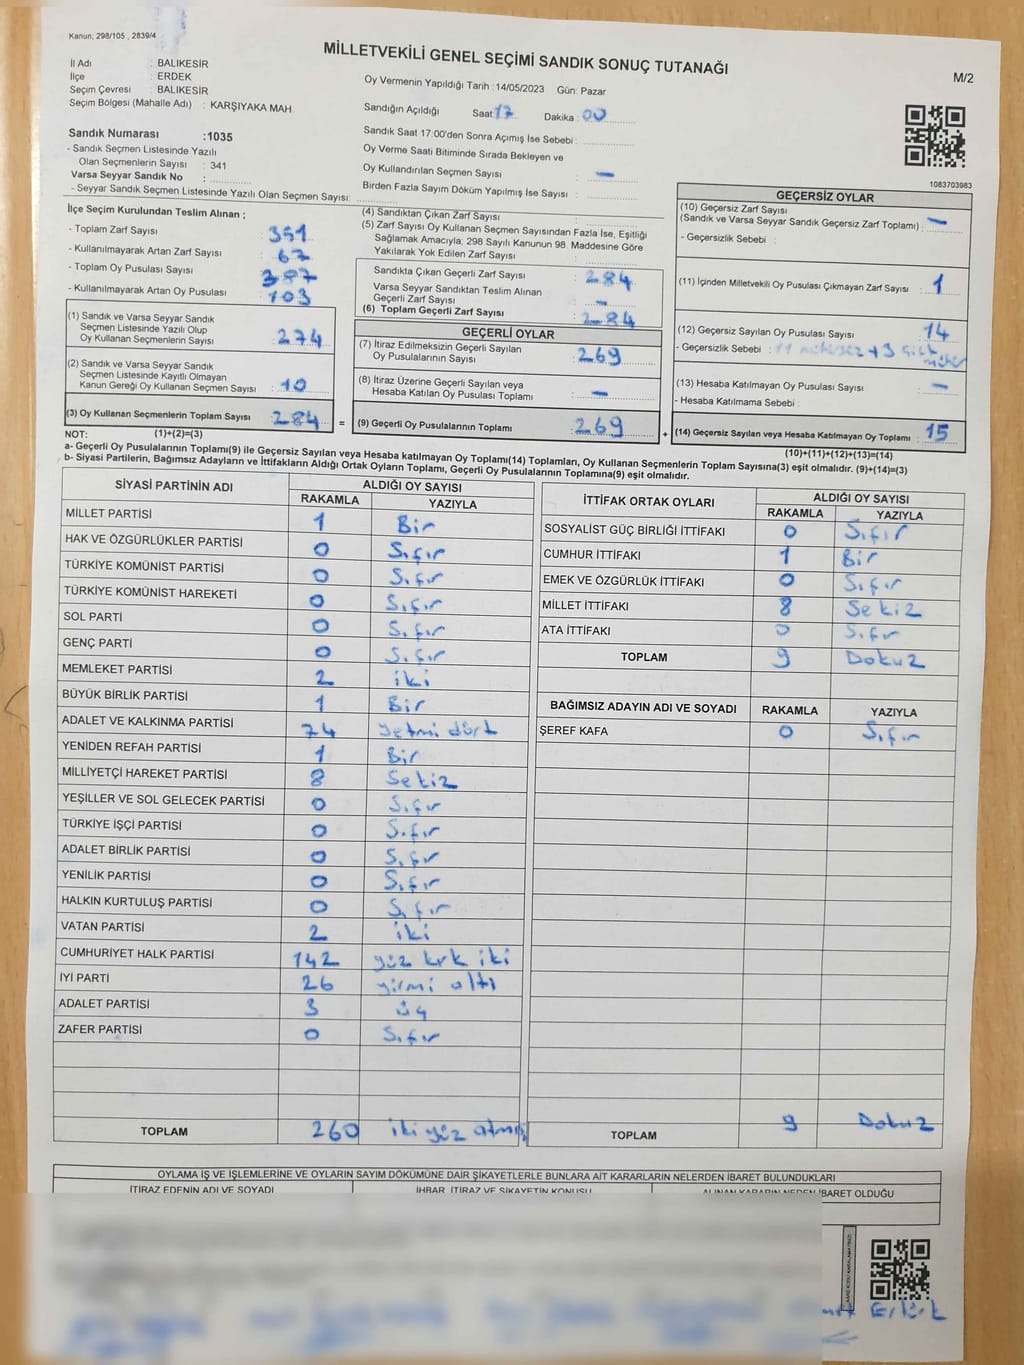 Kanun; 298/105 , 2839/4
MİLLETVEKİLİ GENEL SEÇİMİ SANDIK SONUÇ TUTANAĞI
M/2
İl Adı : BALIKESİR
İlçe : ERDEK
Seçim Çevresi : BALIKESİR
Seçim Bölgesi (Mahalle Adı) : KARŞIYAKA MAH
Sandık Numarası :1035
- Sandık Seçmen Listesinde Yazılı
Olan Seçmenlerin Sayısı : 341
Varsa Seyyar Sandık No :
- Seyyar Sandık Seçmen Listesinde Yazılı Olan Seçmen Sayısı:
Oy Vermenin Yapıldığı Tarih :14/05/2023 Gün: Pazar
Sandığın Açıldığı Saat: 17 Dakika : 00
Sandık Saat 17:00'den Sonra Açımış İse Sebebi :
Oy Verme Saati Bitiminde Sırada Bekleyen ve
Oy Kullandırılan Seçmen Sayısı : —
Birden Fazla Sayım Döküm Yapılmış İse Sayısı :
1083703983
İlçe Seçim Kurulundan Teslim Alınan ;
- Toplam Zarf Sayısı : 351
- Kullanılmayarak Artan Zarf Sayısı : 67
- Toplam Oy Pusulası Sayısı : 387
- Kullanılmayarak Artan Oy Pusulası : 103
(1) Sandık ve Varsa Seyyar Sandık
Seçmen Listesinde Yazılı Olup
Oy Kullanan Seçmenlerin Sayısı : 274
(2) Sandık ve Varsa Seyyar Sandık
Seçmen Listesinde Kayıtlı Olmayan
Kanun Gereği Oy Kullanan Seçmen Sayısı : 10
(3) Oy Kullanan Seçmenlerin Toplam Sayısı : 284
(4) Sandıktan Çıkan Zarf Sayısı :
(5) Zarf Sayısı Oy Kullanan Seçmen Sayısından Fazla İse, Eşitliği
Sağlamak Amacıyla; 298 Sayılı Kanunun 98. Maddesine Göre
Yakılarak Yok Edilen Zarf Sayısı :
Sandıkta Çıkan Geçerli Zarf Sayısı : 284
Varsa Seyyar Sandıktan Teslim Alınan
Geçerli Zarf Sayısı : —
(6) Toplam Geçerli Zarf Sayısı : 284
GEÇERLİ OYLAR
(7) İtiraz Edilmeksizin Geçerli Sayılan
Oy Pusulalarının Sayısı : 269
(8) İtiraz Üzerine Geçerli Sayılan veya
Hesaba Katılan Oy Pusulası Toplamı : —
= (9) Geçerli Oy Pusulalarının Toplamı : 269
GEÇERSİZ OYLAR
(10) Geçersiz Zarf Sayısı
(Sandık ve Varsa Seyyar Sandık Geçersiz Zarf Toplamı) : —
- Geçersizlik Sebebi :
(11) İçinden Milletvekili Oy Pusulası Çıkmayan Zarf Sayısı : 1
(12) Geçersiz Sayılan Oy Pusulası Sayısı : 14
- Geçersizlik Sebebi : 11 mühürsüz + 3 çift
mühür
(13) Hesaba Katılmayan Oy Pusulası Sayısı : —
- Hesaba Katılmama Sebebi :
+ (14) Geçersiz Sayılan veya Hesaba Katılmayan Oy Toplamı : 15
NOT: (1)+(2)=(3) (10)+(11)+(12)+(13)=(14)
a- Geçerli Oy Pusulalarının Toplamı(9) ile Geçersiz Sayılan veya Hesaba Katılmayan Oy Toplamı(14) Toplamları, Oy Kullanan Seçmenlerin Toplam Sayısına(3) eşit olmalıdır. (9)+(14)=(3)
b- Siyasi Partilerin, Bağımsız Adayların ve İttifakların Aldığı Ortak Oyların Toplamı, Geçerli Oy Pusulalarının Toplamına(9) eşit olmalıdır.
SİYASİ PARTİNİN ADI ALDIĞI OY SAYISI
RAKAMLA YAZIYLA
MİLLET PARTİSİ 1 Bir
HAK VE ÖZGÜRLÜKLER PARTİSİ 0 Sıfır
TÜRKİYE KOMÜNİST PARTİSİ 0 Sıfır
TÜRKİYE KOMÜNİST HAREKETİ 0 Sıfır
SOL PARTİ 0 Sıfır
GENÇ PARTİ 0 Sıfır
MEMLEKET PARTİSİ 2 iki
BÜYÜK BİRLİK PARTİSİ 1 Bir
ADALET VE KALKINMA PARTİSİ 74 yetmi dört
YENİDEN REFAH PARTİSİ 1 Bir
MİLLİYETÇİ HAREKET PARTİSİ 8 Sekiz
YEŞİLLER VE SOL GELECEK PARTİSİ 0 Sıfır
TÜRKİYE İŞÇİ PARTİSİ 0 Sıfır
ADALET BİRLİK PARTİSİ 0 Sıfır
YENİLİK PARTİSİ 0 Sıfır
HALKIN KURTULUŞ PARTİSİ 0 Sıfır
VATAN PARTİSİ 2 iki
CUMHURİYET HALK PARTİSİ 142 yüz kırk iki
İYİ PARTİ 26 yirmi altı
ADALET PARTİSİ 3 üç
ZAFER PARTİSİ 0 Sıfır
TOPLAM 260 iki yüz atmış
İTTİFAK ORTAK OYLARI ALDIĞI OY SAYISI
RAKAMLA YAZIYLA
SOSYALİST GÜÇ BİRLİĞİ İTTİFAKI 0 Sıfır
CUMHUR İTTİFAKI 1 Bir
EMEK VE ÖZGÜRLÜK İTTİFAKI 0 Sıfır
MİLLET İTTİFAKI 8 Sekiz
ATA İTTİFAKI 0 Sıfır
TOPLAM 9 Dokuz
BAĞIMSIZ ADAYIN ADI VE SOYADI RAKAMLA YAZIYLA
ŞEREF KAFA 0 Sıfır
TOPLAM 9 Dokuz
OYLAMA İŞ VE İŞLEMLERİNE VE OYLARIN SAYIM DÖKÜMÜNE DAİR ŞİKAYETLERLE BUNLARA AİT KARARLARIN NELERDEN İBARET BULUNDUKLARI
İTİRAZ EDENİN ADI VE SOYADI İHBAR, İTİRAZ VE ŞİKAYETİN KONUSU ALINAN KARARIN NEDEN İBARET OLDUĞU